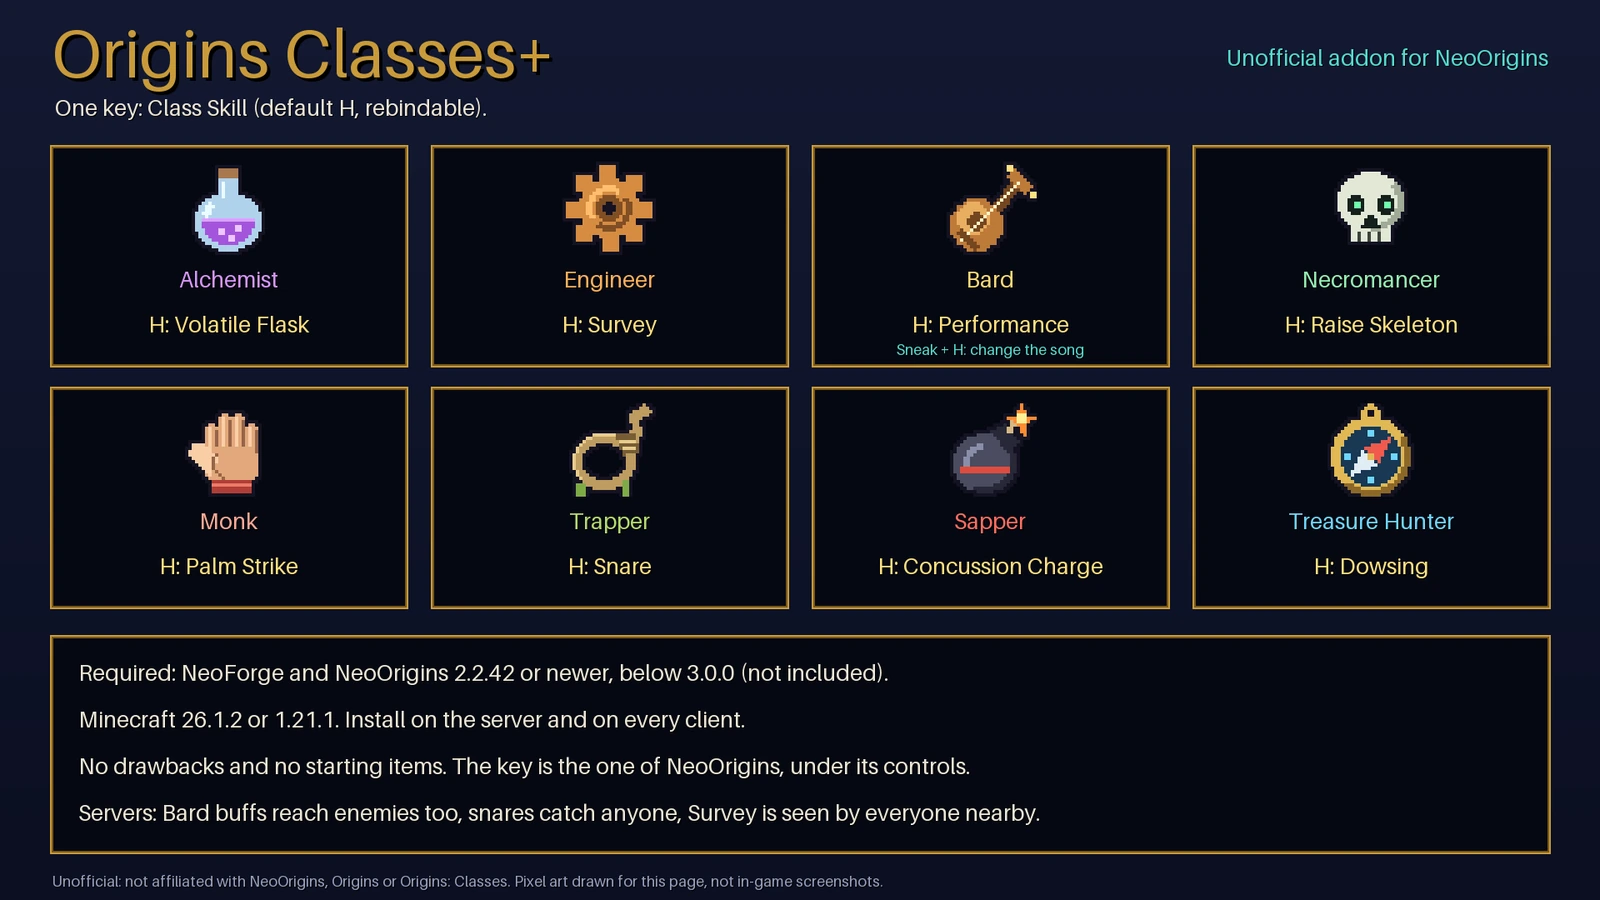 Origins Classes+
Unofficial addon for NeoOrigins
One key: Class Skill (default H, rebindable).
Alchemist
H: Volatile Flask
Engineer
H: Survey
Bard
H: Performance
Sneak + H: change the song
Necromancer
H: Raise Skeleton
Monk
H: Palm Strike
Trapper
H: Snare
Sapper
H: Concussion Charge
Treasure Hunter
H: Dowsing
Required: NeoForge and NeoOrigins 2.2.42 or newer, below 3.0.0 (not included).
Minecraft 26.1.2 or 1.21.1. Install on the server and on every client.
No drawbacks and no starting items. The key is the one of NeoOrigins, under its controls.
Servers: Bard buffs reach enemies too, snares catch anyone, Survey is seen by everyone nearby.
Unofficial: not affiliated with NeoOrigins, Origins or Origins: Classes. Pixel art drawn for this page, not in-game screenshots.